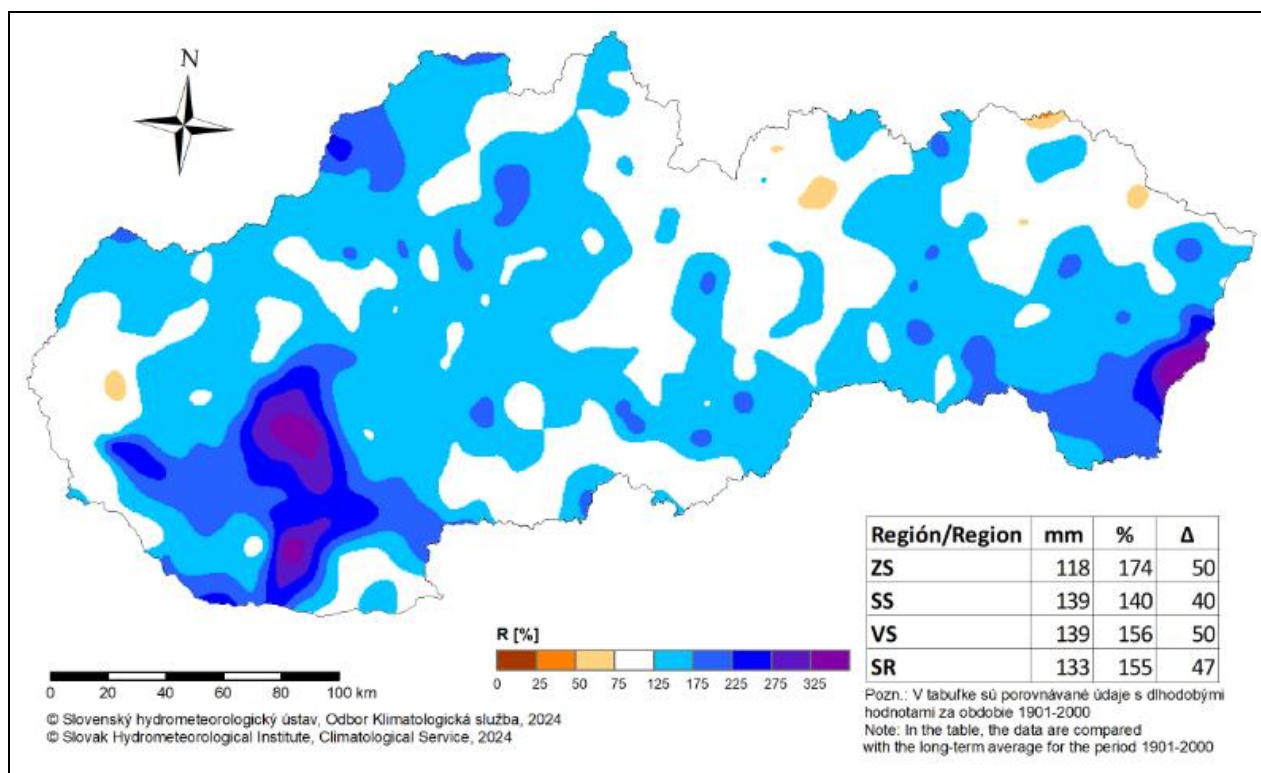 N
Región/Region mm % Δ
ZS 118 174 50
SS 139 140 40
VS 139 156 50
SR 133 155 47
R [%]
0 25 50 75 125 175 225 275 325
0 20 40 60 80 100 km
Pozn.: V tabuľke sú porovnávané údaje s dlhodobými
hodnotami za obdobie 1901-2000
Note: In the table, the data are compared
with the long-term average for the period 1901-2000
© Slovenský hydrometeorologický ústav, Odbor Klimatologická služba, 2024
© Slovak Hydrometeorological Institute, Climatological Service, 2024